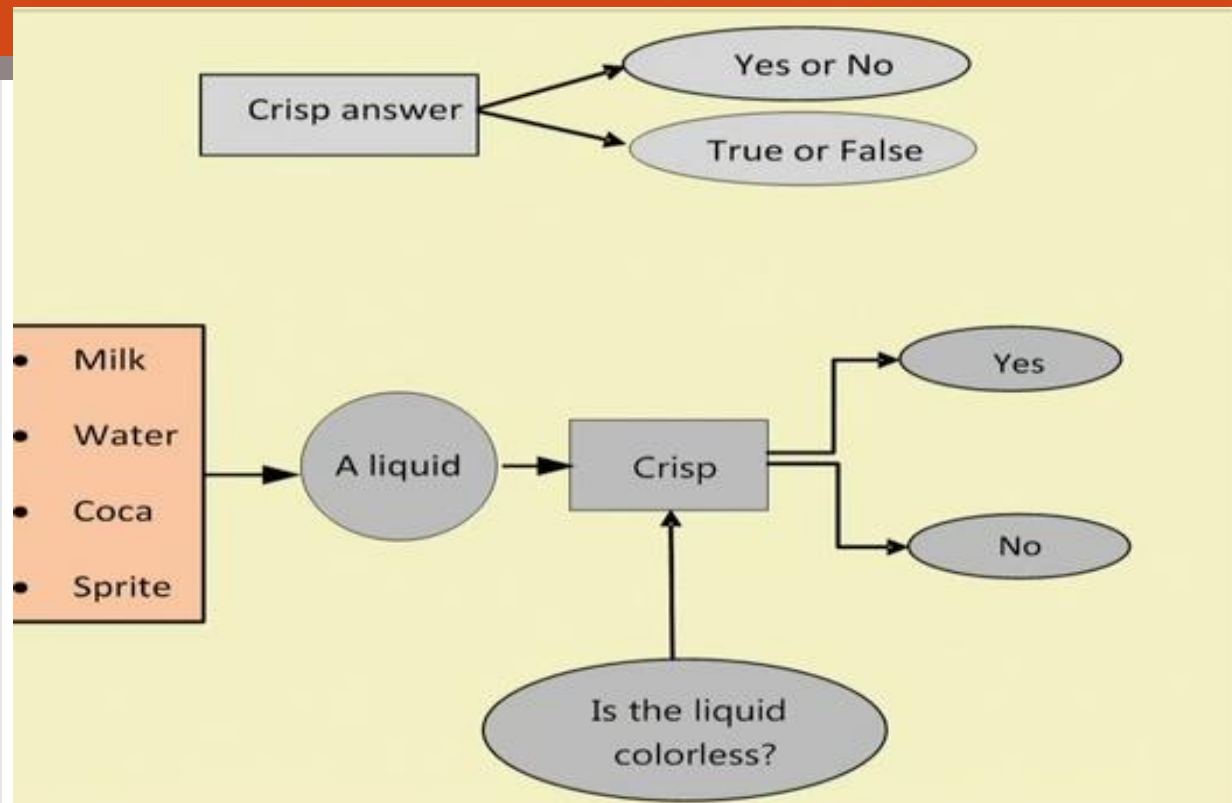 Crisp answer
Yes or No
True or False
• Milk
• Water
• Coca
• Sprite
A liquid
Crisp
Yes
No
Is the liquid
colorless?